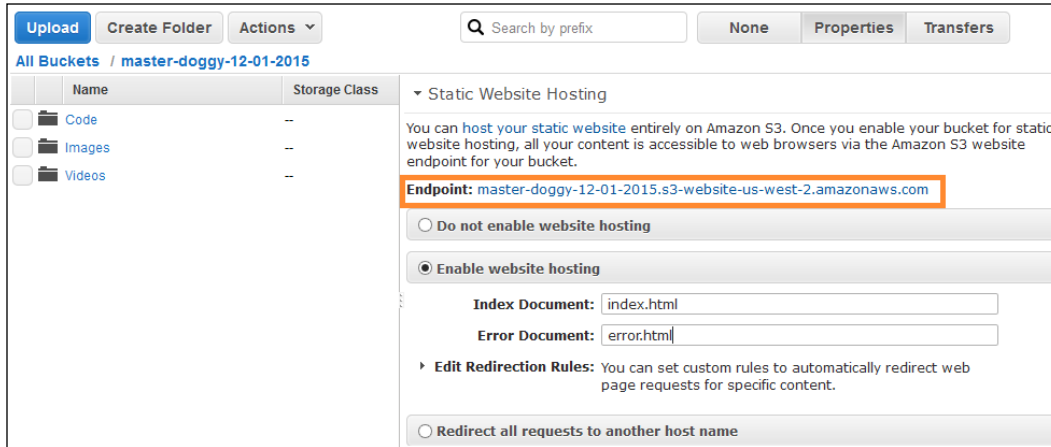 Upload Create Folder Actions Search by prefix None Properties Transfers
All Buckets / master-doggy-12-01-2015
Name Storage Class
Code --
Images --
Videos --
Static Website Hosting
You can host your static website entirely on Amazon S3. Once you enable your bucket for static
website hosting, all your content is accessible to web browsers via the Amazon S3 website
endpoint for your bucket.
Endpoint: master-doggy-12-01-2015.s3-website-us-west-2.amazonaws.com
Do not enable website hosting
Enable website hosting
Index Document: index.html
Error Document: error.html
Edit Redirection Rules: You can set custom rules to automatically redirect web
page requests for specific content.
Redirect all requests to another host name